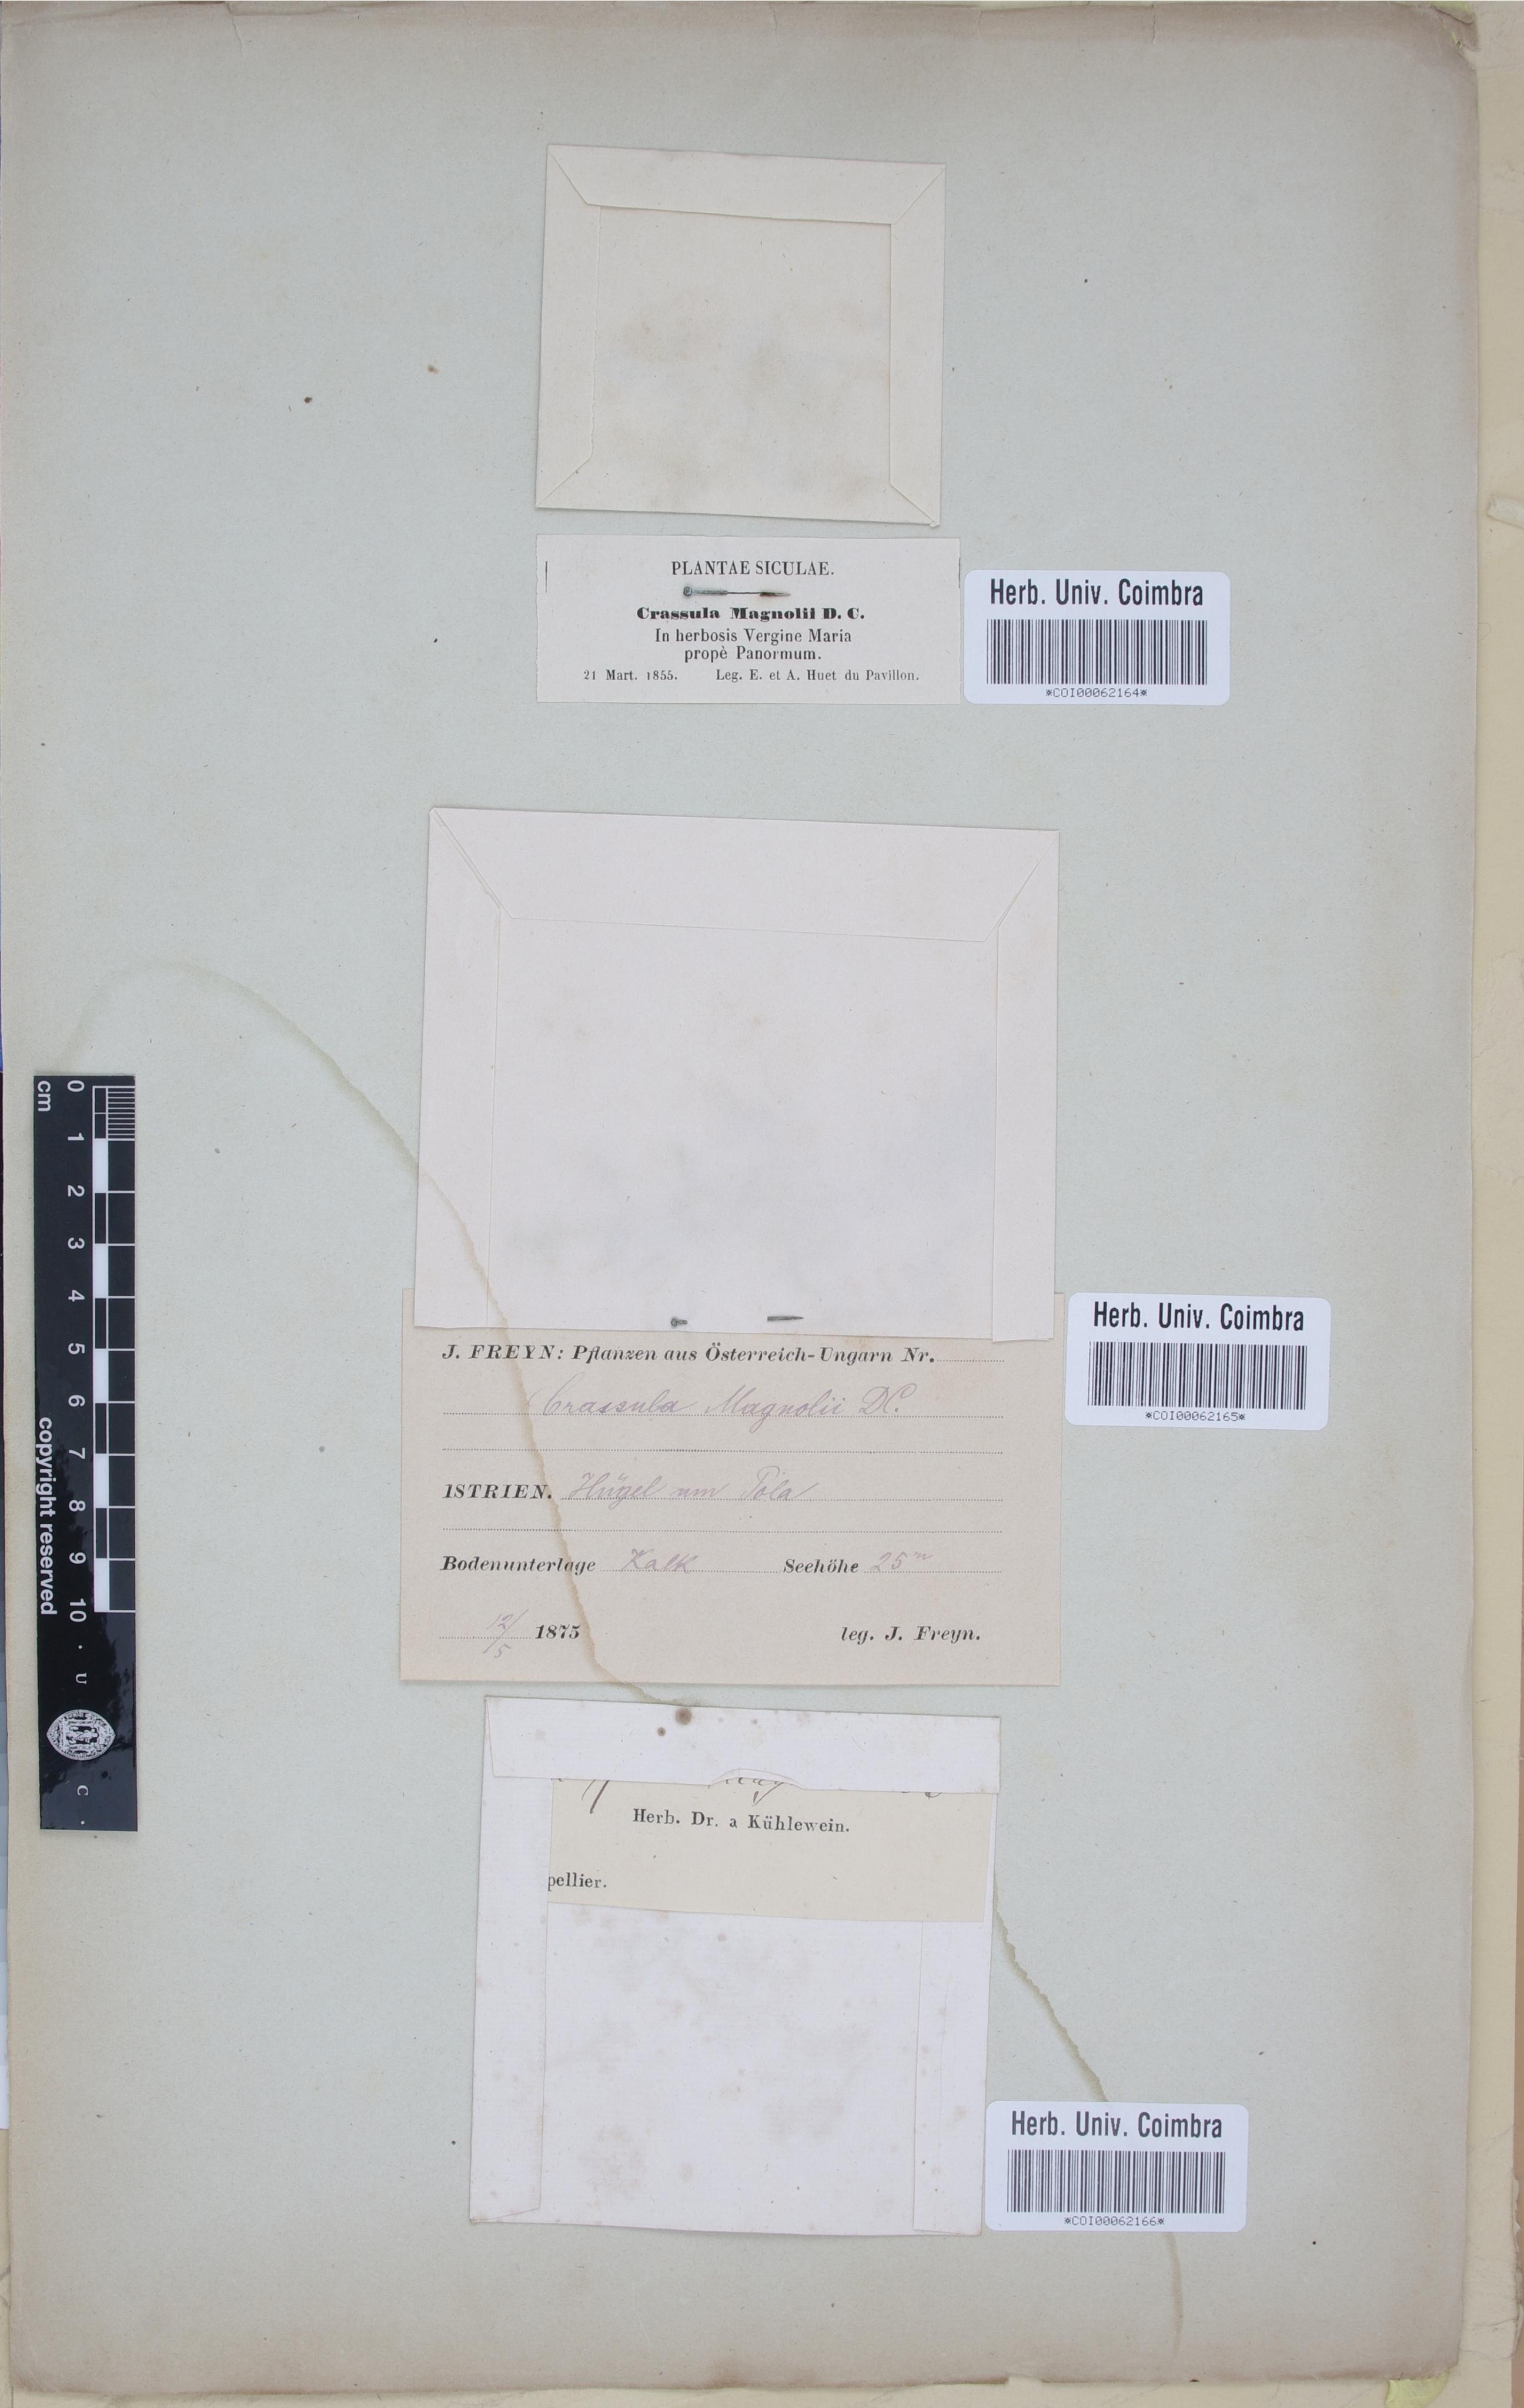 PLANTAE SICULAE.
Crassula Magnolii D. C.
In herbosis Vergine Maria
propè Panormum.
21 Mart. 1855. Leg. E. et A. Huet du Pavillon.
Herb. Univ. Coimbra
*COI00062164*
J. FREYN: Pflanzen aus Österreich-Ungarn Nr.
Crassula Magnolii DC.
ISTRIEN. Hügel um Pola
Bodenunterlage Kalk Seehöhe 25m
12/5 1875 leg. J. Freyn.
Herb. Univ. Coimbra
*COI00062165*
Herb. Dr. a Kühlewein.
pellier.
Herb. Univ. Coimbra
*COI00062166*
cm
0 1 2 3 4 5 6 7 8 9 10 . U C .
copyright reserved